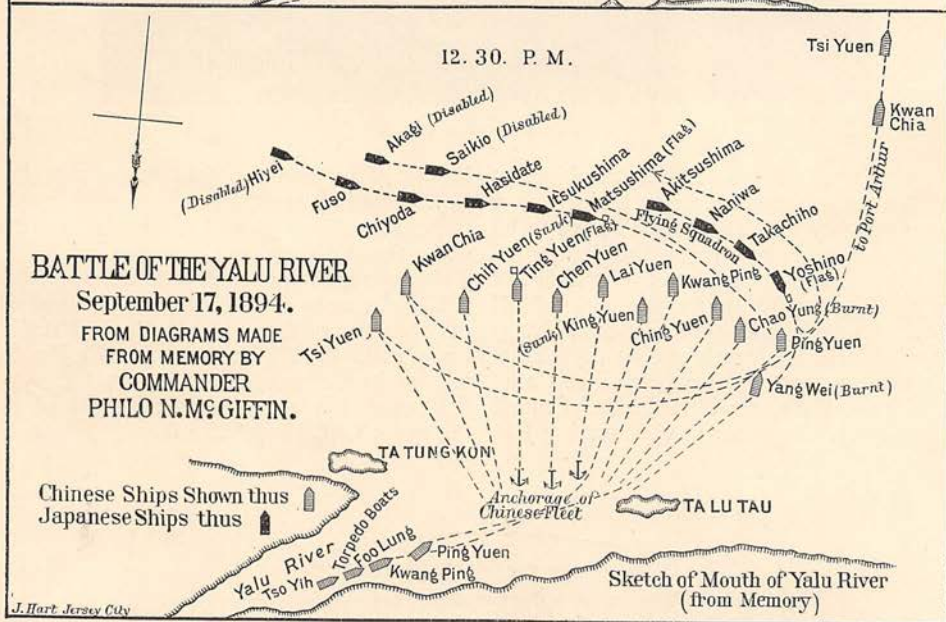 12. 30. P. M.
Tsi Yuen
Kwan
Chia
to Port Arthur
Akagi (Disabled)
Saikio (Disabled)
(Disabled) Hiyei
Fuso
Chiyoda
Hasidate
Itsukushima
Matsushima (Flag)
Akitsushima
Naniwa
Takachiho
Flying Squadron
Yoshino
(Flag)
BATTLE OF THE YALU RIVER
September 17, 1894.
FROM DIAGRAMS MADE
FROM MEMORY BY
COMMANDER
PHILO N. McGIFFIN.
Tsi Yuen
Kwan Chia
Chih Yuen (Sunk)
Ting Yuen (Flag)
Chen Yuen
Lai Yuen
(Sunk) King Yuen
Kwang Ping
Ching Yuen
Chao Yung (Burnt)
Ping Yuen
Yang Wei (Burnt)
TA TUNG KON
Anchorage of
Chinese Fleet
TA LU TAU
Chinese Ships Shown thus
Japanese Ships thus
Yalu River
Torpedo Boats
Tso Yih
Foo Lung
Kwang Ping
Ping Yuen
Sketch of Mouth of Yalu River
(from Memory)
J. Hart Jersey City